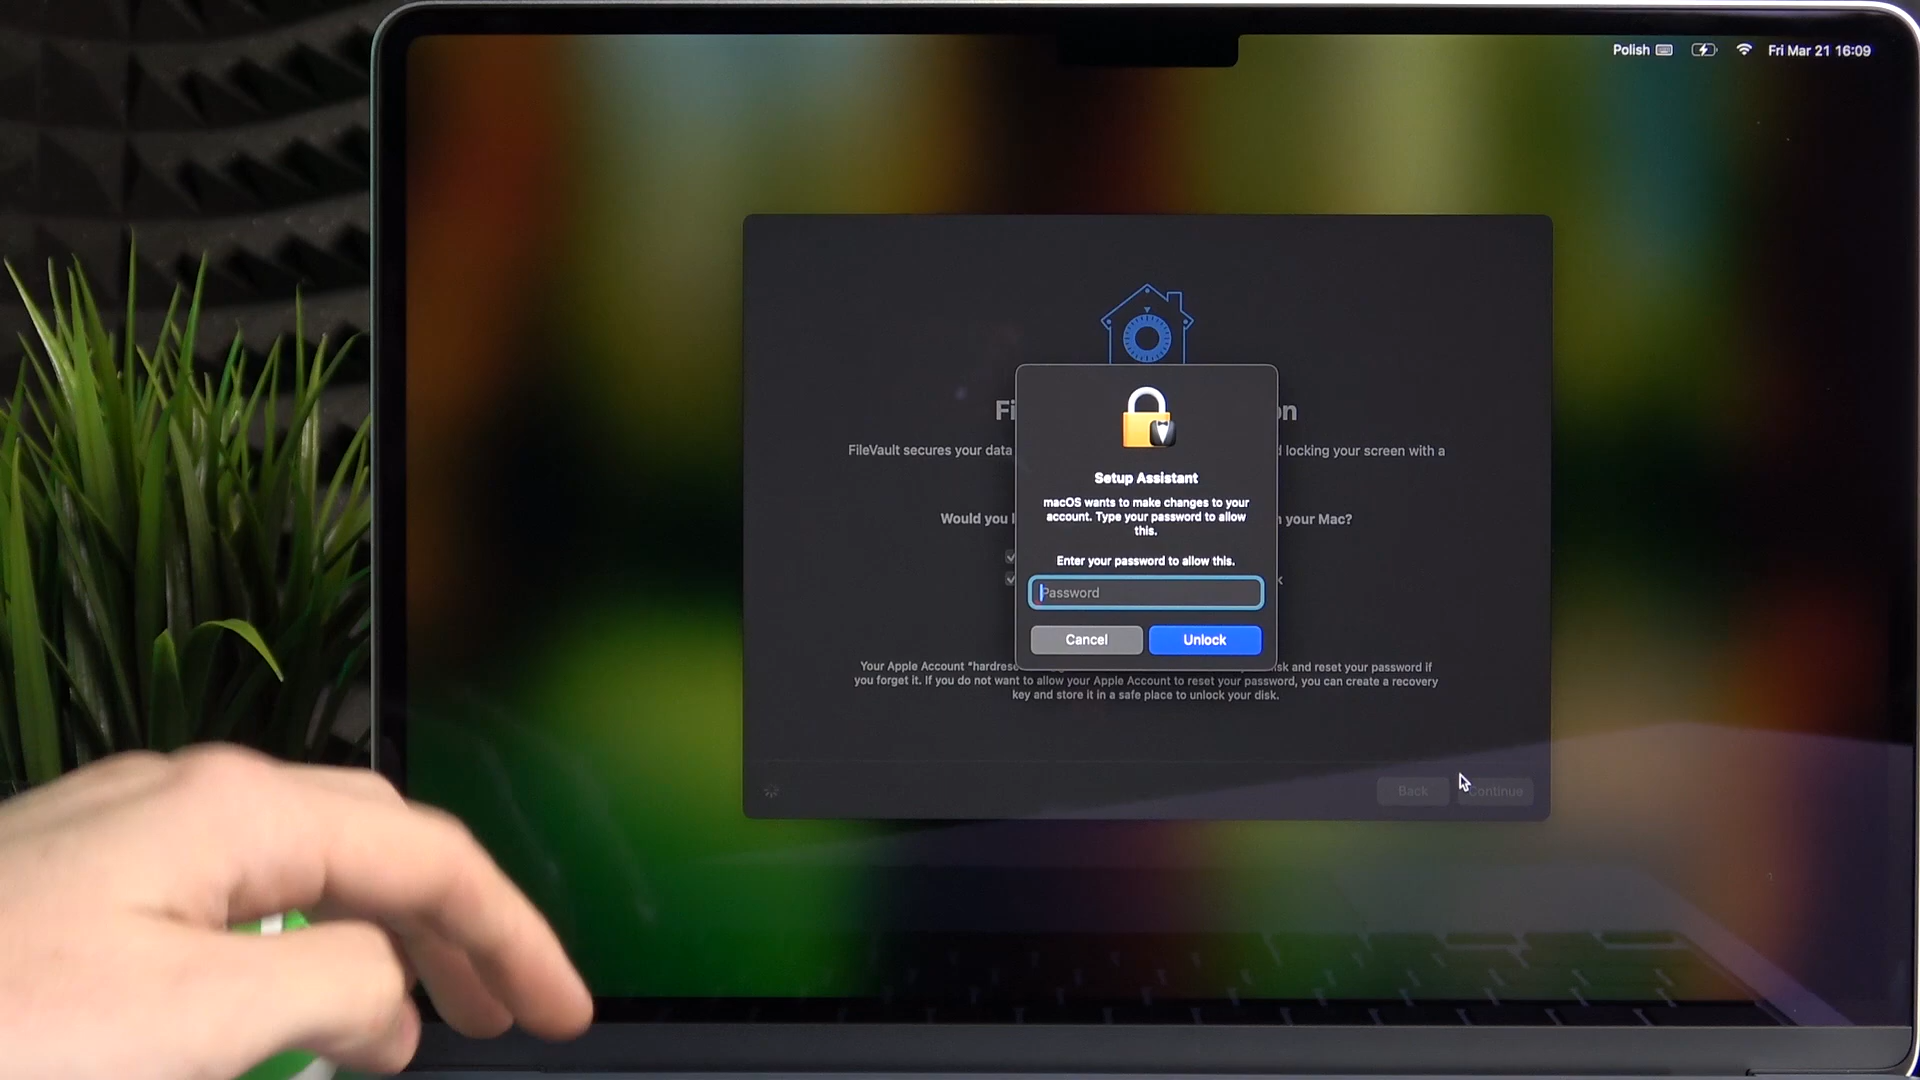 Polish
Fri Mar 21 16:09
FileVault secures your data
locking your screen with a
Setup Assistant
macOS wants to make changes to your
account. Type your password to allow
this.
Would you
your Mac?
Enter your password to allow this.
Password
Cancel
Unlock
Your Apple Account "hardrese
sk and reset your password if
you forget it. If you do not want to allow your Apple Account to reset your password, you can create a recovery
key and store it in a safe place to unlock your disk.
Back
Continue